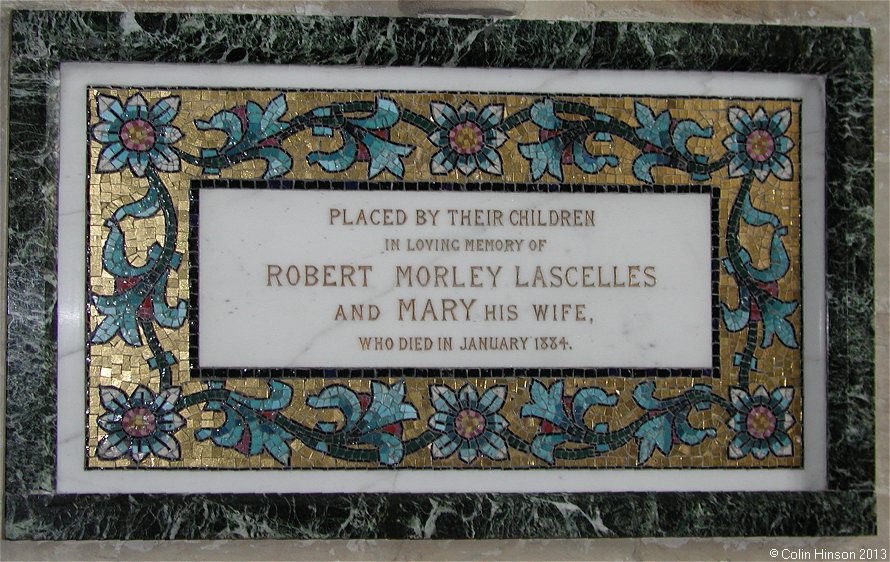 PLACED BY THEIR CHILDREN
IN LOVING MEMORY OF
ROBERT MORLEY LASCELLES
AND MARY HIS WIFE,
WHO DIED IN JANUARY 1884.
© Colin Hinson 2013